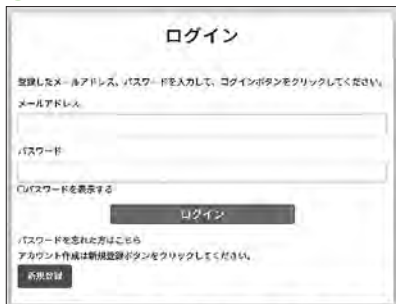 ログイン
登録したメールアドレス、パスワードを入力して、ログインボタンをクリックしてください。
メールアドレス
パスワード
□パスワードを表示する
ログイン
パスワードを忘れた方はこちら
アカウント作成は新規登録ボタンをクリックしてください。
新規登録